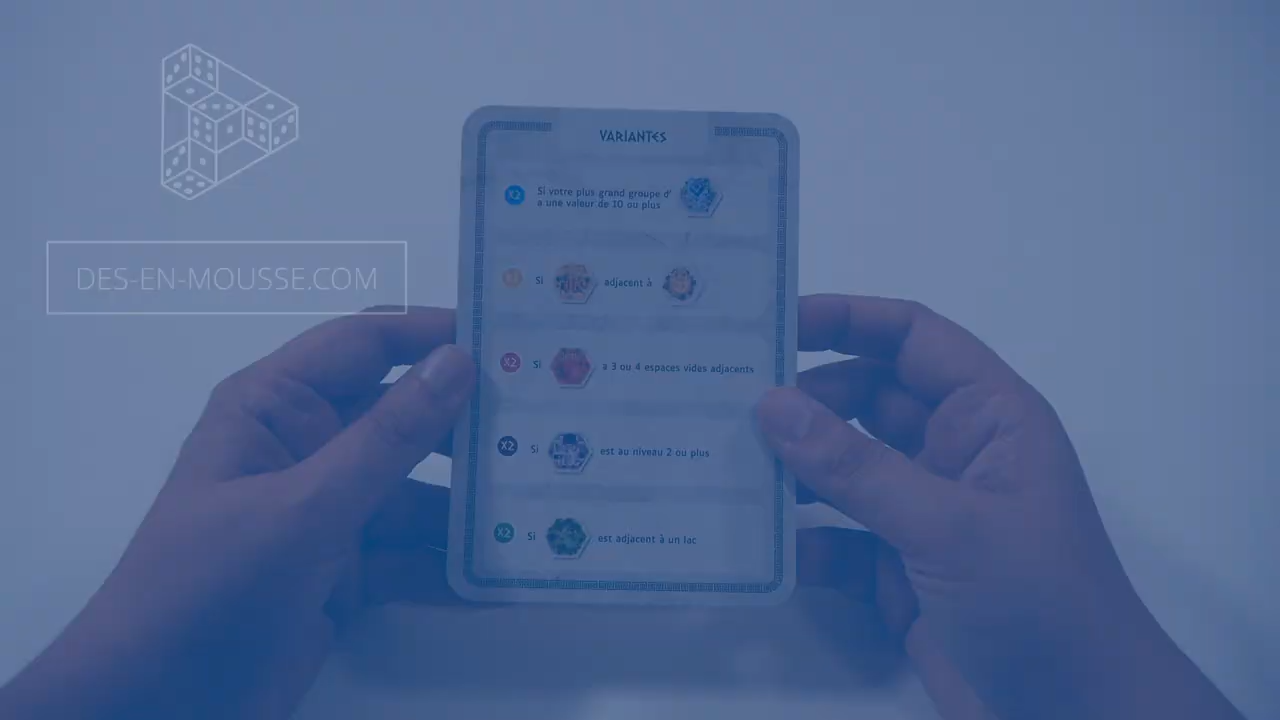 DES-EN-MOUSSE.COM
VARIANTES
X2 Si votre plus grand groupe d'
a une valeur de 10 ou plus
X2 Si adjacent à
X2 Si a 3 ou 4 espaces vides adjacents
X2 Si est au niveau 2 ou plus
X2 Si est adjacent à un lac